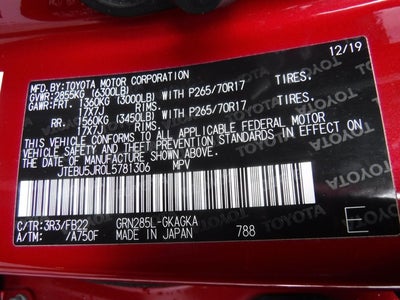 12/19
MFD.BY:TOYOTA MOTOR CORPORATION
GVWR:2855KG (6300LB)
GAWR:FRT. 1360KG (3000LB) WITH P265/70R17 TIRES.
17X7J RIMS.
RR. 1560KG (3450LB) WITH P265/70R17 TIRES.
17X7J RIMS.
THIS VEHICLE CONFORMS TO ALL APPLICABLE FEDERAL MOTOR
VEHICLE SAFETY AND THEFT PREVENTION STANDARDS IN EFFECT
ON THE DATE OF MANUFACTURE SHOWN ABOVE.
JTEBU5JR0L5781306 MPV
C/TR: 3R3/FB22 GRN285L-GKAGKA
A/TM: /A750F MADE IN JAPAN 788 E
TOYOTA TOYOTA TOYOTA